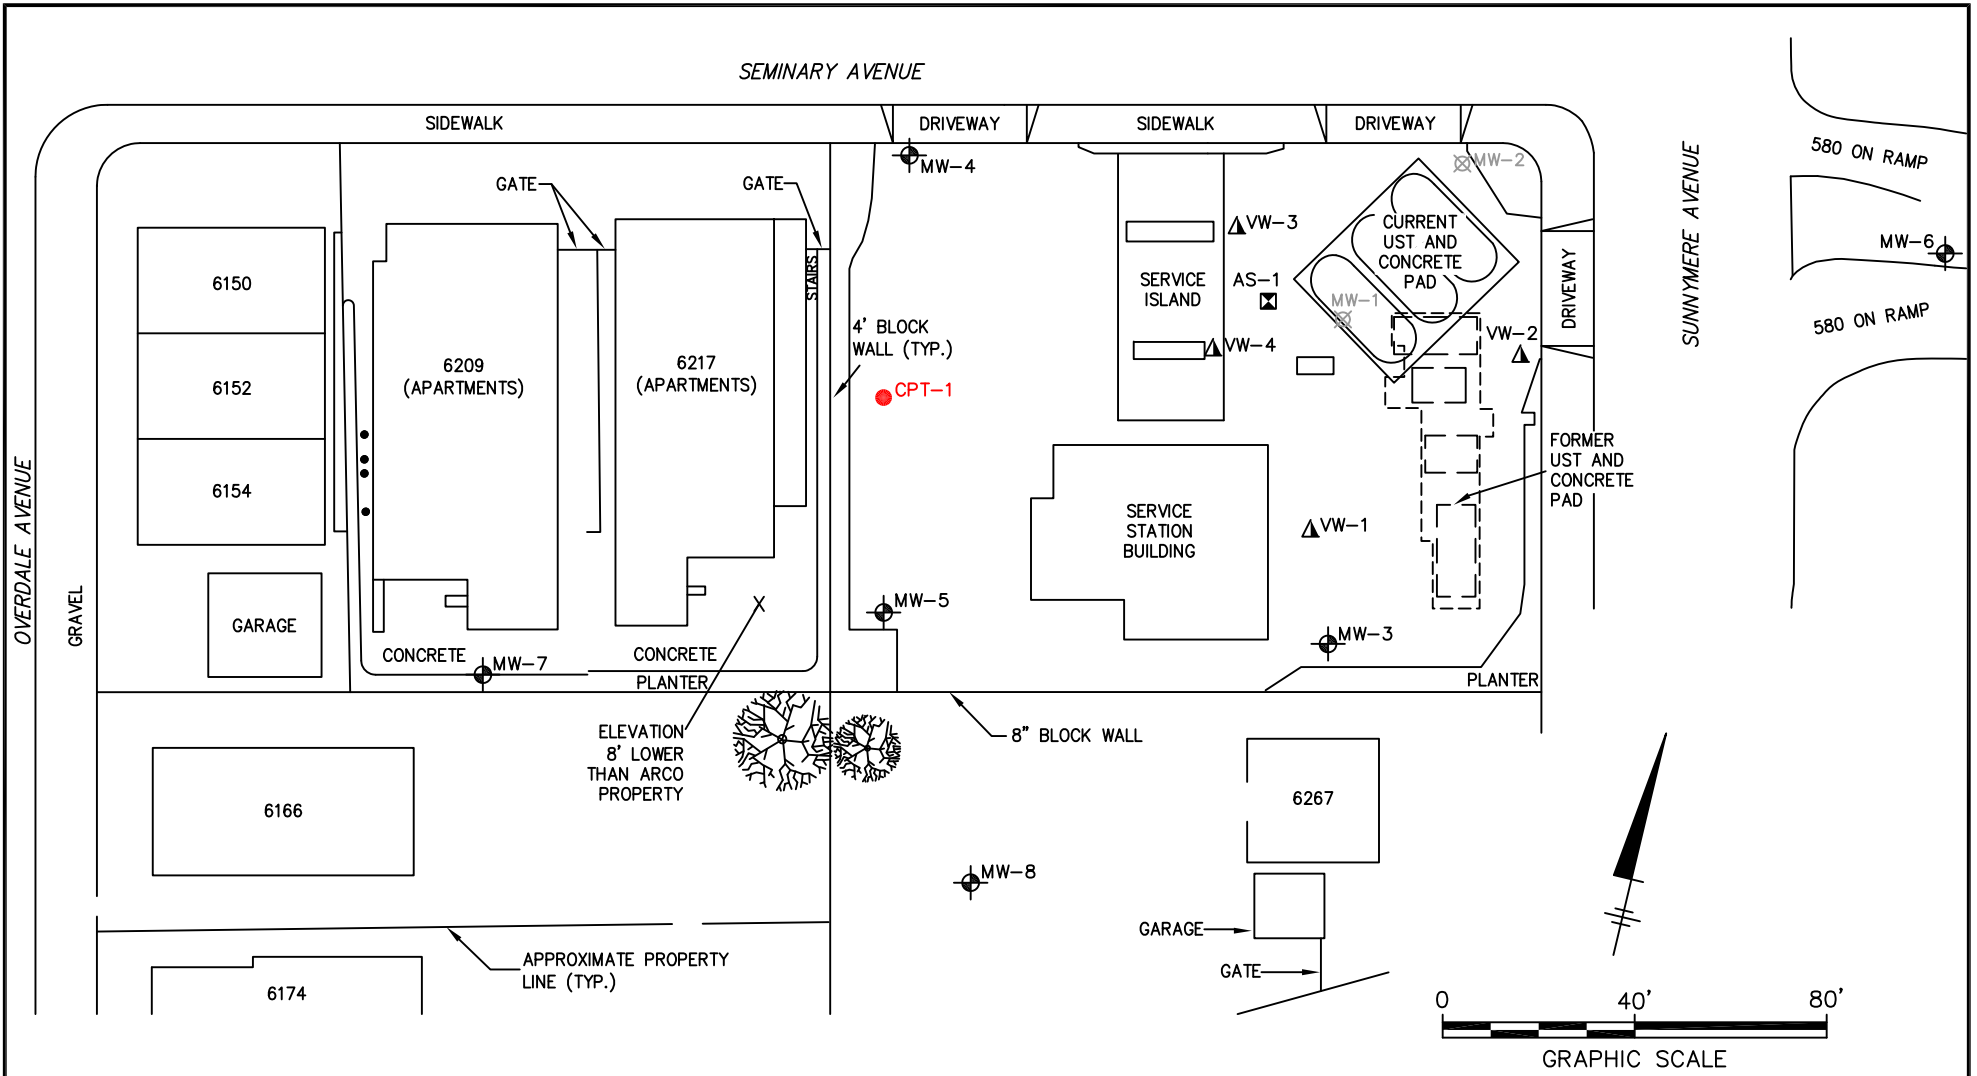 SEMINARY AVENUE
SIDEWALK
DRIVEWAY
SIDEWALK
DRIVEWAY
580 ON RAMP
MW-4
MW-2
GATE
GATE
SUNNYMERE AVENUE
VW-3
CURRENT
UST AND
CONCRETE
PAD
MW-6
6150
STAIRS
SERVICE
ISLAND
AS-1
MW-1
DRIVEWAY
580 ON RAMP
4' BLOCK
WALL (TYP.)
VW-2
VW-4
6209
(APARTMENTS)
6217
(APARTMENTS)
6152
CPT-1
FORMER
UST AND
CONCRETE
PAD
6154
SERVICE
STATION
BUILDING
VW-1
OVERDALE AVENUE
GRAVEL
GARAGE
MW-5
MW-3
CONCRETE
CONCRETE
MW-7
PLANTER
PLANTER
ELEVATION
8' LOWER
THAN ARCO
PROPERTY
8" BLOCK WALL
6166
6267
MW-8
GARAGE
APPROXIMATE PROPERTY
LINE (TYP.)
GATE
6174
0 40' 80'
GRAPHIC SCALE
X